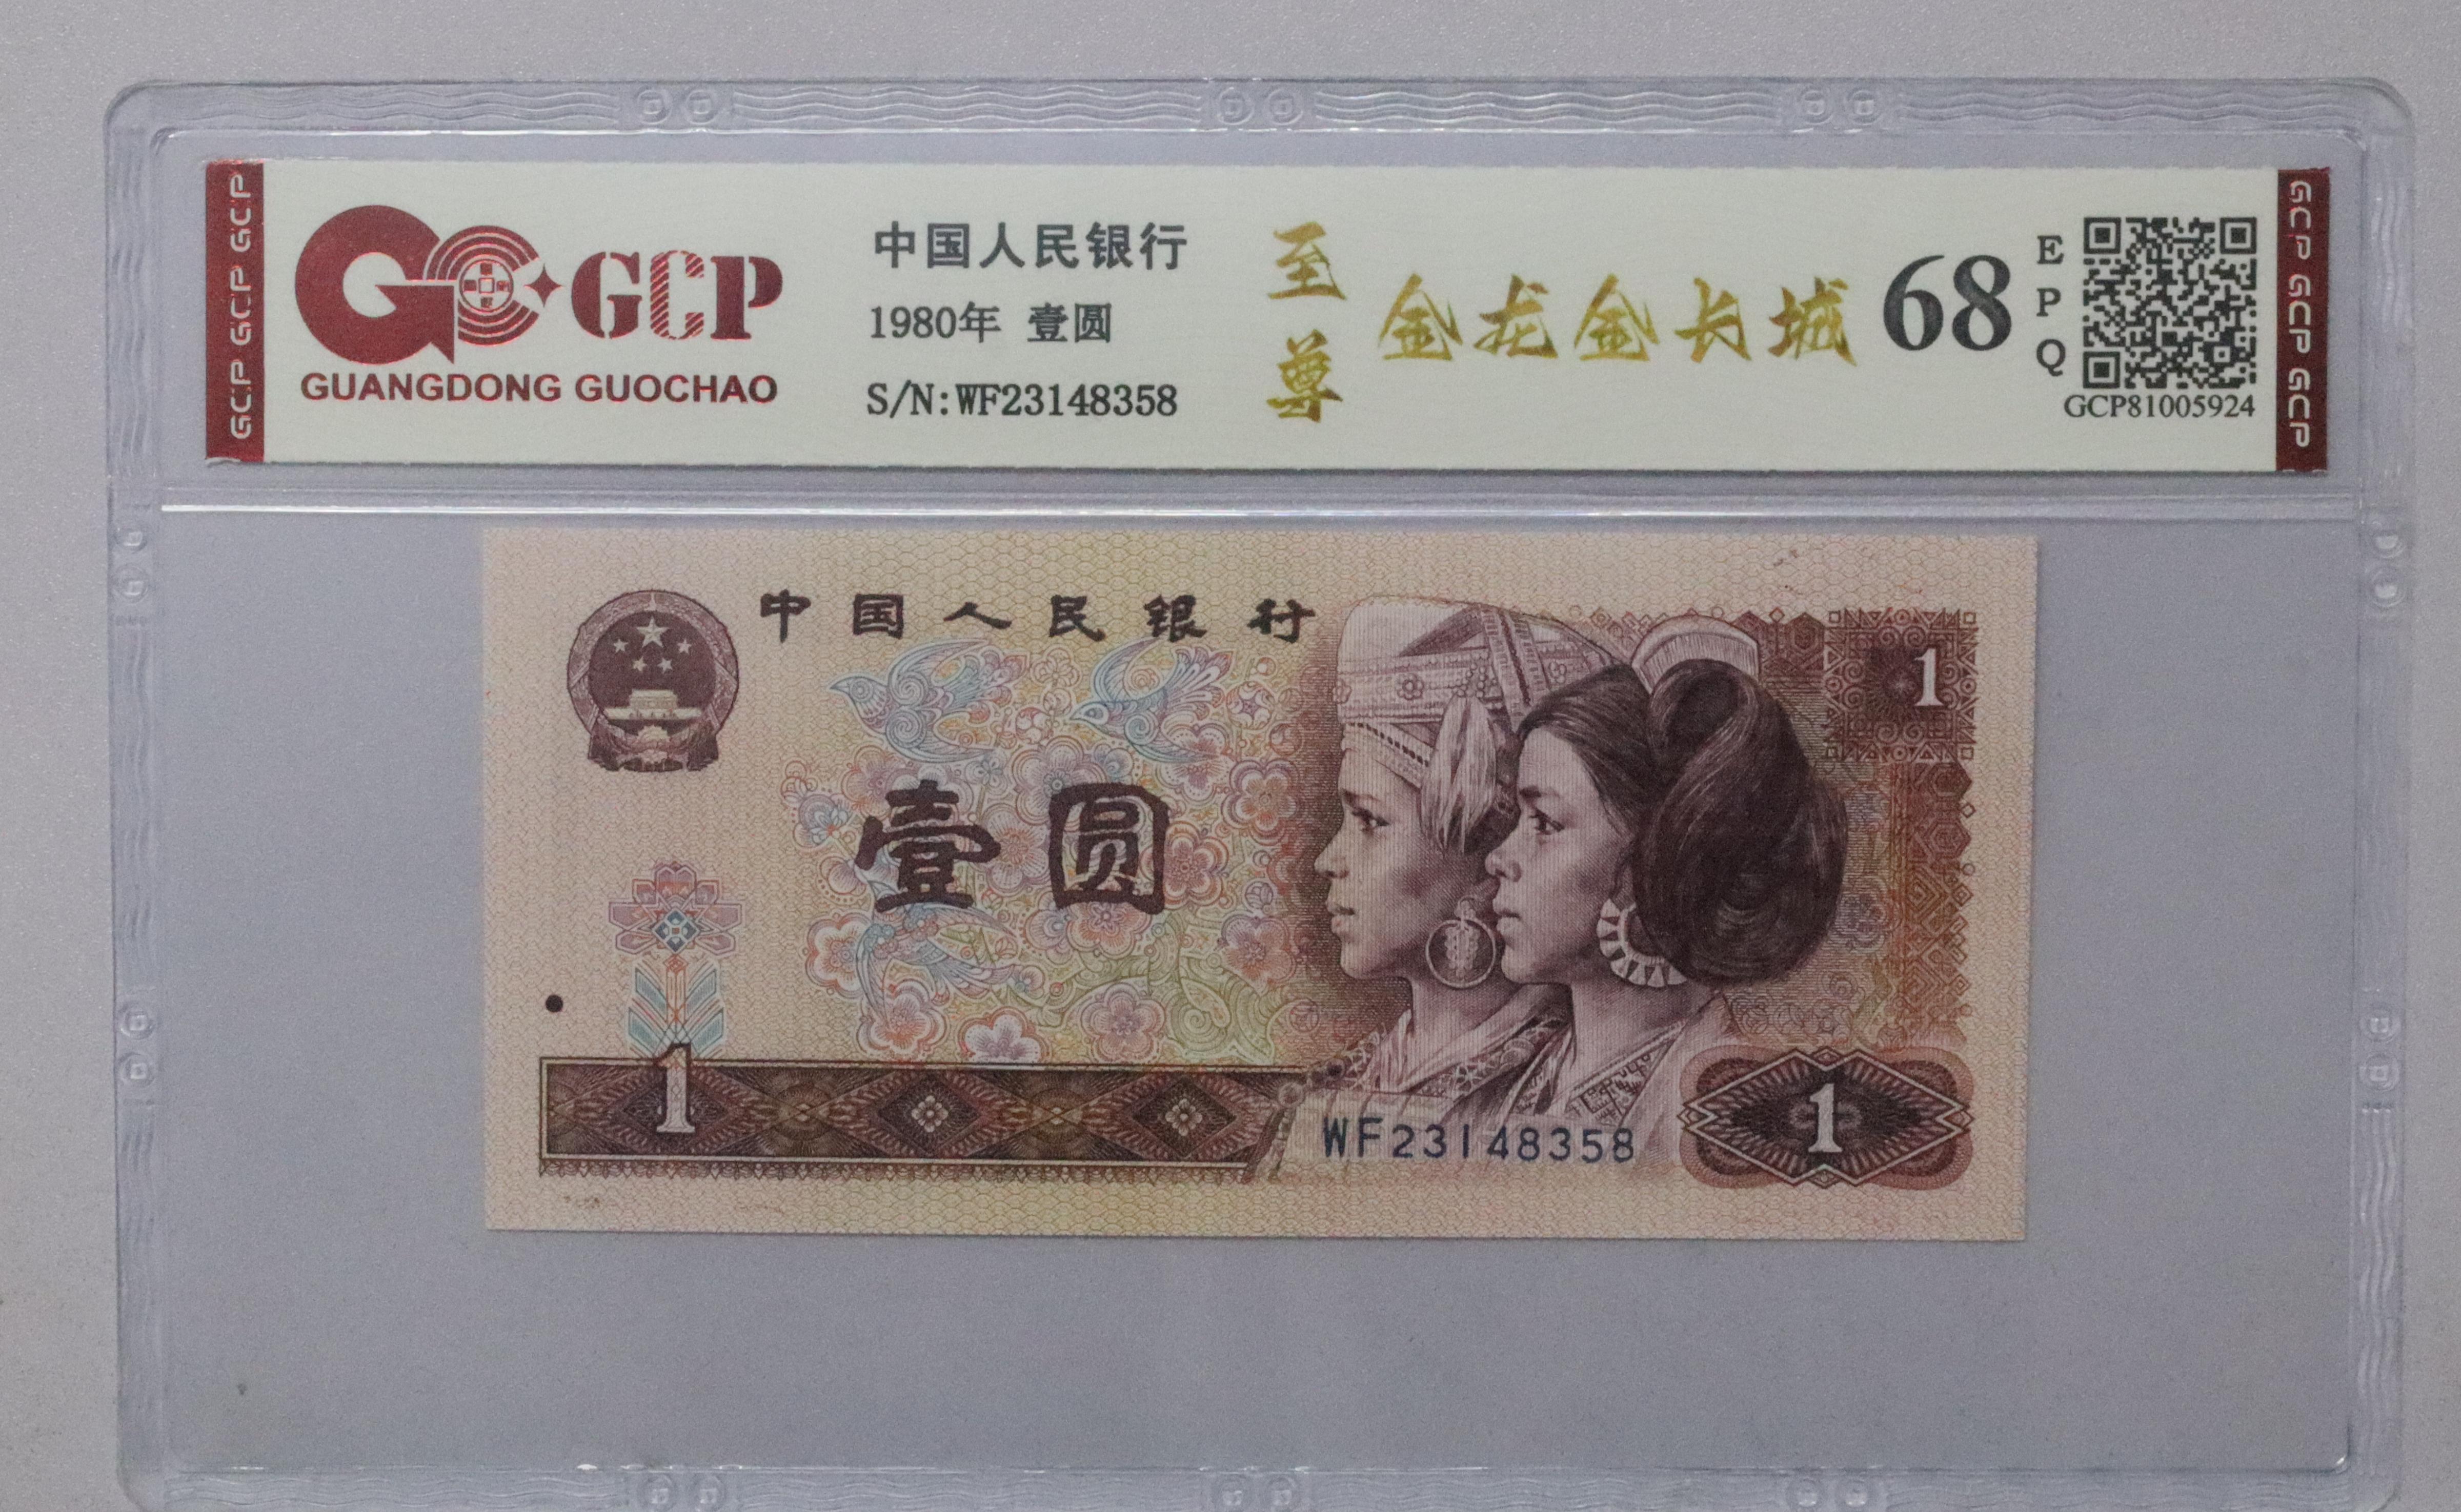 GCP GCP GCP
GCP
GUANGDONG GUOCHAO
中国人民银行
1980年 壹圆
S/N:WF23148358
至尊
金龙金长城
68
EPQ
GCP81005924
GCP GCP GCP
中国人民银行
1
壹圆
1
WF23148358
1